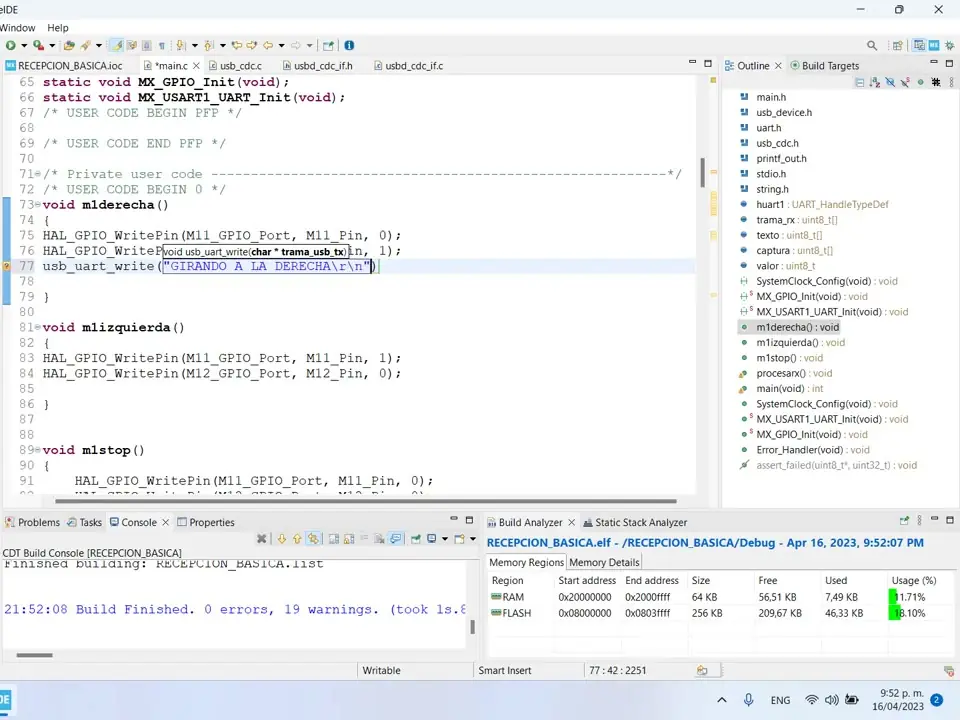 eIDE
Window Help
RECEPCION_BASICA.ioc *main.c usb_cdc.c usbd_cdc_if.h usbd_cdc_if.c
65 static void MX_GPIO_Init(void);
66 static void MX_USART1_UART_Init(void);
67 /* USER CODE BEGIN PFP */
68
69 /* USER CODE END PFP */
70
71 /* Private user code ---------------------------------------------------------*/
72 /* USER CODE BEGIN 0 */
73 void m1derecha()
74 {
75 HAL_GPIO_WritePin(M11_GPIO_Port, M11_Pin, 0);
76 HAL_GPIO_WriteP in, 1);
void usb_uart_write(char * trama_usb_tx)
77 usb_uart_write("GIRANDO A LA DERECHA\r\n")
78
79 }
80
81 void m1izquierda()
82 {
83 HAL_GPIO_WritePin(M11_GPIO_Port, M11_Pin, 1);
84 HAL_GPIO_WritePin(M12_GPIO_Port, M12_Pin, 0);
85
86 }
87
88
89 void m1stop()
90 {
91 HAL_GPIO_WritePin(M11_GPIO_Port, M11_Pin, 0);
Outline Build Targets
main.h
usb_device.h
uart.h
usb_cdc.h
printf_out.h
stdio.h
string.h
huart1 : UART_HandleTypeDef
trama_rx : uint8_t[]
texto : uint8_t[]
captura : uint8_t[]
valor : uint8_t
SystemClock_Config(void) : void
MX_GPIO_Init(void) : void
MX_USART1_UART_Init(void) : void
m1derecha() : void
m1izquierda() : void
m1stop() : void
procesarx() : void
main(void) : int
SystemClock_Config(void) : void
MX_USART1_UART_Init(void) : void
MX_GPIO_Init(void) : void
Error_Handler(void) : void
assert_failed(uint8_t*, uint32_t) : void
Problems Tasks Console Properties
CDT Build Console [RECEPCION_BASICA]
Finished building: RECEPCION_BASICA.list
21:52:08 Build Finished. 0 errors, 19 warnings. (took 1s.8
Build Analyzer Static Stack Analyzer
RECEPCION_BASICA.elf - /RECEPCION_BASICA/Debug - Apr 16, 2023, 9:52:07 PM
Memory Regions Memory Details
Region Start address End address Size Free Used Usage (%)
RAM 0x20000000 0x2000ffff 64 KB 56,51 KB 7,49 KB 11.71%
FLASH 0x08000000 0x0803ffff 256 KB 209,67 KB 46,33 KB 18.10%
Writable Smart Insert 77 : 42 : 2251
DE
ENG
9:52 p. m.
16/04/2023
2